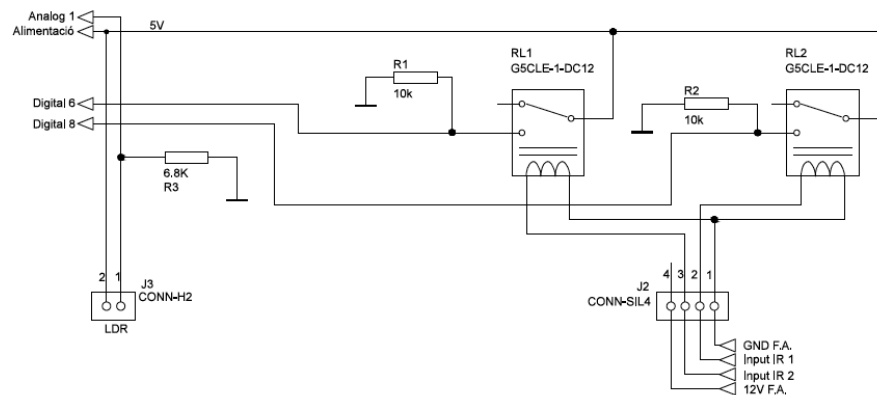 Analog 1
Alimentació
5V
RL1
G5CLE-1-DC12
RL2
G5CLE-1-DC12
R1
10k
R2
10k
Digital 6
Digital 8
6.8K
R3
2 1
J3
CONN-H2
LDR
4 3 2 1
J2
CONN-SIL4
GND F.A.
Input IR 1
Input IR 2
12V F.A.